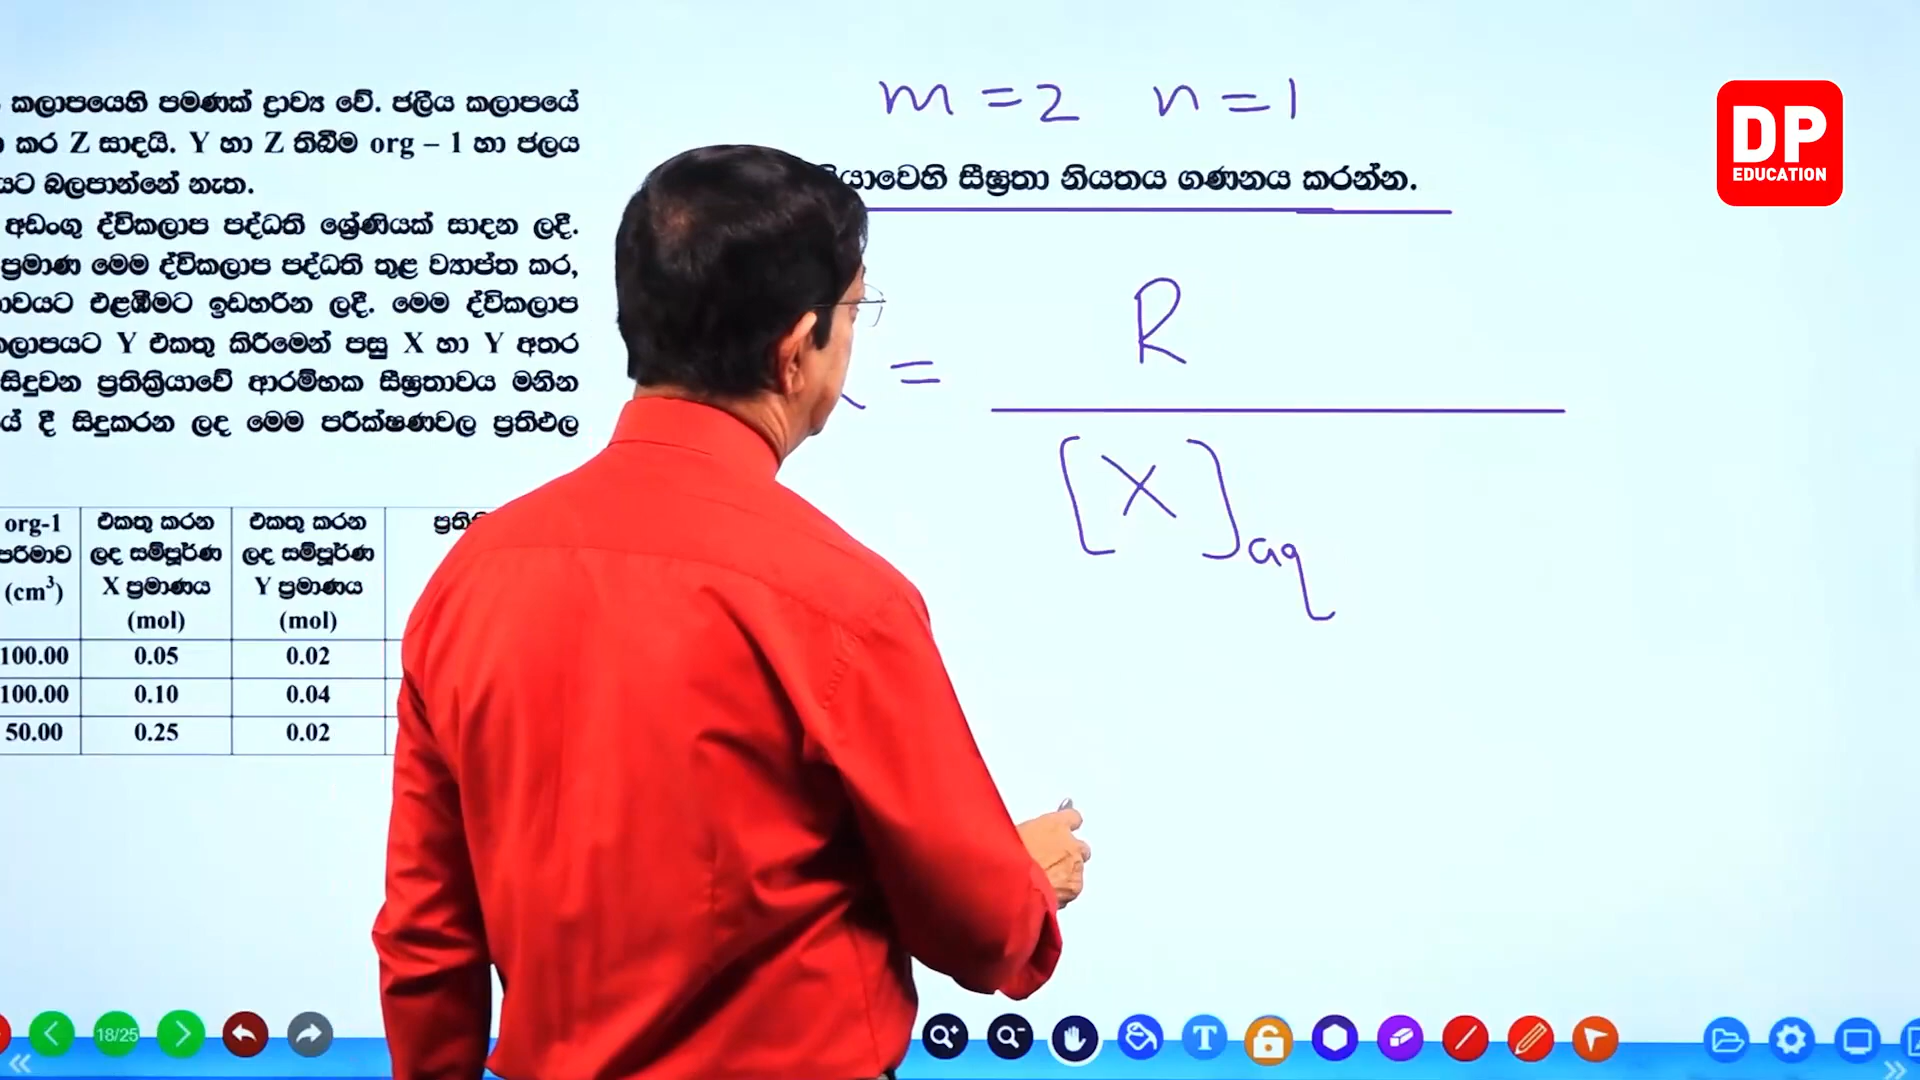 කලාපයෙහි පමණක් ද්‍රාව්‍ය වේ. ජලීය කලාපයේ
කර Z සාදයි. Y හා Z තිබීම org – 1 හා ජලය
යට බලපාන්නේ නැත.
අඩංගු ද්විකලාප පද්ධති ශ්‍රේණියක් සාදන ලදී.
ප්‍රමාණ මෙම ද්විකලාප පද්ධති තුළ ව්‍යාප්ත කර,
එළඹීමට ඉඩහරින ලදී. මෙම ද්විකලාප
Y එකතු කිරීමෙන් පසු X හා Y අතර
සිදුවන ප්‍රතික්‍රියාවේ ආරම්භක සීඝ්‍රතාවය මනින
දී සිදුකරන ලද මෙම පරීක්ෂණවල ප්‍රතිඵල
org-1 එකතු කරන එකතු කරන
පරිමාව ලද සම්පූර්ණ ලද සම්පූර්ණ
(cm³) X ප්‍රමාණය Y ප්‍රමාණය
(mol) (mol)
100.00 0.05 0.02
100.00 0.10 0.04
50.00 0.25 0.02
m = 2 n = 1
සීඝ්‍රතා නියතය ගණනය කරන්න.
= R
[X]aq
DP
EDUCATION
18/25